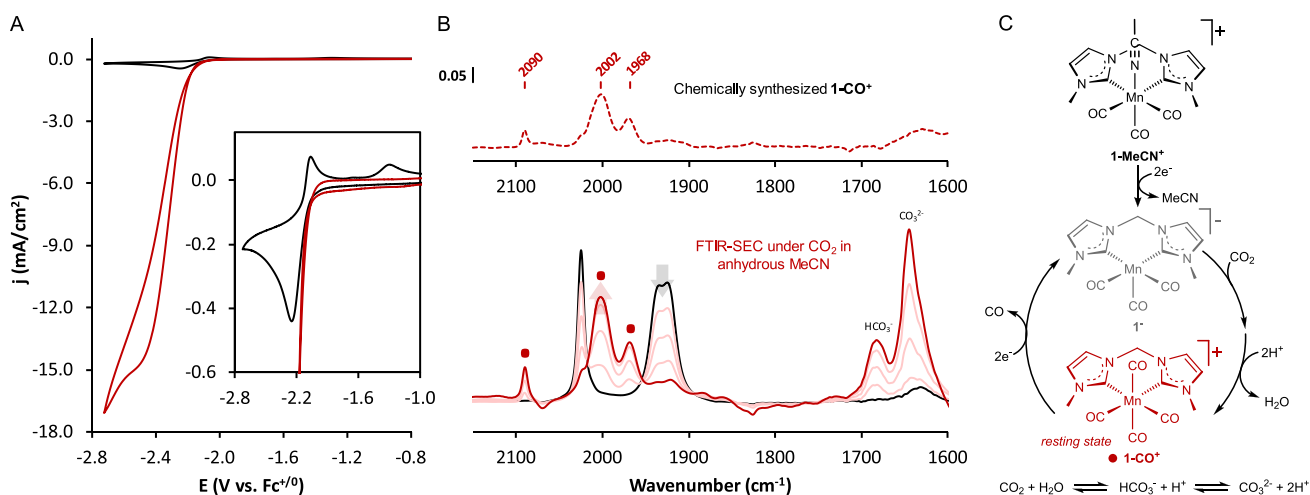 A
j (mA/cm²)
0.0
-3.0
-6.0
-9.0
-12.0
-15.0
-18.0
-2.8
-2.4
-2.0
-1.6
-1.2
-0.8
E (V vs. Fc⁺/⁰)
0.0
-0.2
-0.4
-0.6
-2.8
-2.2
-1.6
-1.0
B
0.05
2090
2002
1968
Chemically synthesized 1-CO⁺
2100
2000
1900
1800
1700
1600
FTIR-SEC under CO₂ in
anhydrous MeCN
HCO₃⁻
CO₃²⁻
2100
2000
1900
1800
1700
1600
Wavenumber (cm⁻¹)
C
+
C
N
N
N
N
N
Mn
OC
CO
CO
1-MeCN⁺
2e⁻
MeCN
-
N
N
N
N
Mn
OC
CO
CO
1⁻
CO₂
2H⁺
H₂O
CO
2e⁻
+
N
N
N
N
CO
Mn
OC
CO
CO
resting state
1-CO⁺
CO₂ + H₂O ⇌ HCO₃⁻ + H⁺ ⇌ CO₃²⁻ + 2H⁺